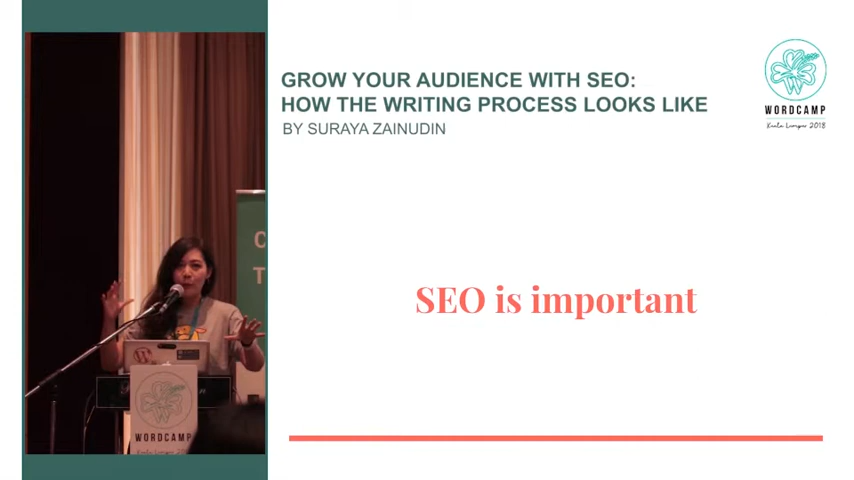 GROW YOUR AUDIENCE WITH SEO:
HOW THE WRITING PROCESS LOOKS LIKE
BY SURAYA ZAINUDIN
WORDCAMP
Kuala Lumpur 2018
SEO is important
C
T
WORDCAMP